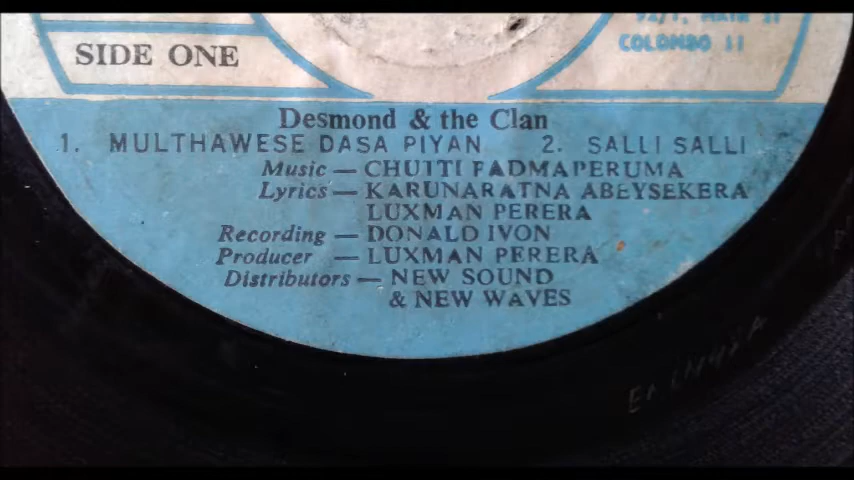 COLOMBO 11
SIDE ONE
Desmond & the Clan
1. MULTHAWESE DASA PIYAN 2. SALLI SALLI
Music — CHUITI PADMAPERUMA
Lyrics — KARUNARATNA ABEYSEKERA
LUXMAN PERERA
Recording — DONALD IVON
Producer — LUXMAN PERERA
Distributors — NEW SOUND
& NEW WAVES